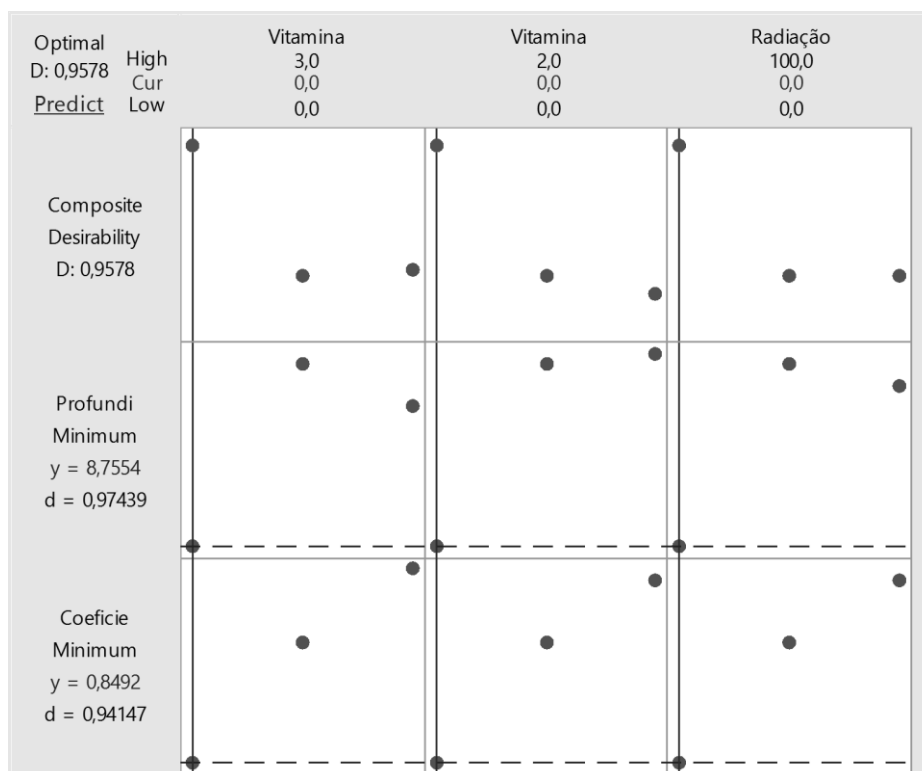 Optimal
D: 0,9578
Predict
High
Cur
Low
Vitamina
3,0
0,0
0,0
Vitamina
2,0
0,0
0,0
Radiação
100,0
0,0
0,0
Composite
Desirability
D: 0,9578
Profundi
Minimum
y = 8,7554
d = 0,97439
Coeficie
Minimum
y = 0,8492
d = 0,94147